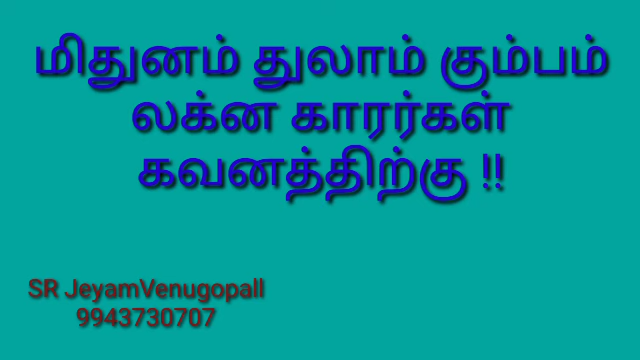 மிதுனம் துலாம் கும்பம்
லக்ன காரர்கள்
கவனத்திற்கு !!
SR JeyamVenugopall
9943730707